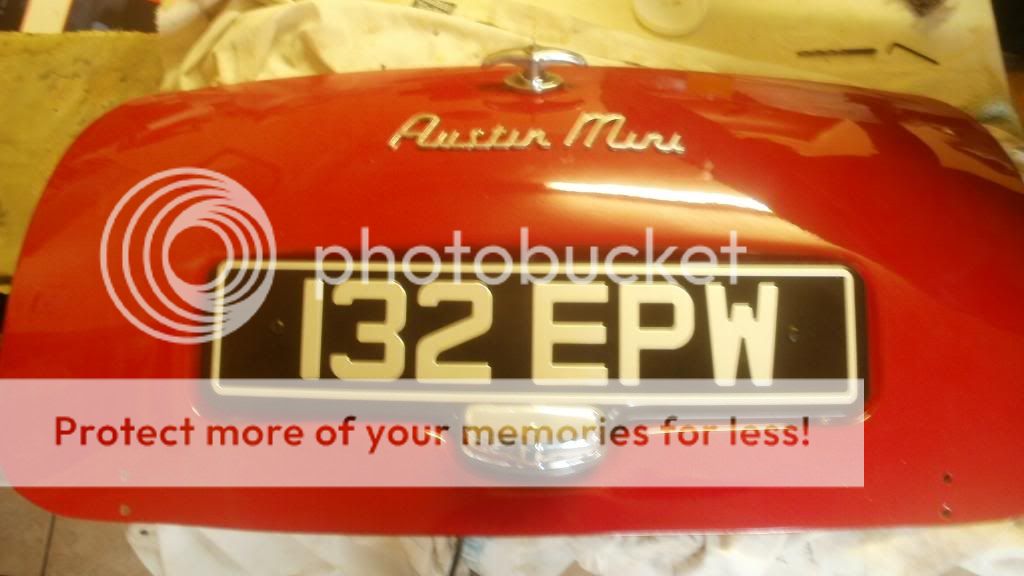 Austin Mini
photobucket
132 EPW
Protect more of your memories for less!